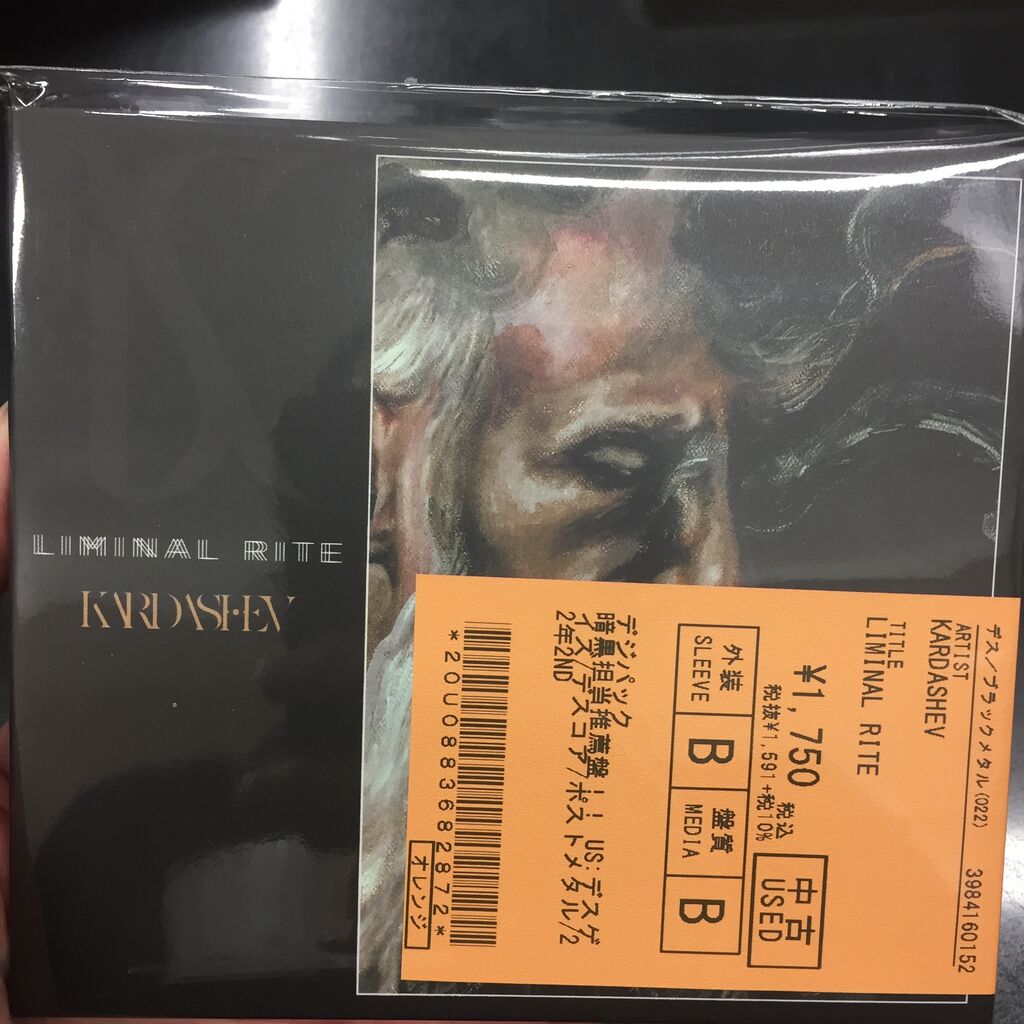 LIMINAL RITE
KARDASHEV
デス/ブラックメタル(022)
3984160152
ARTIST
KARDASHEV
TITLE
LIMINAL RITE
¥1,750 税込
税抜¥1,591+税10%
中古
USED
外装
SLEEVE
B
盤質
MEDIA
B
デジパック
暗黒担当推薦盤!! US:デスゲ
イズ/デスコア/ポストメタル/2
2年2ND
*20U0883682872*
オレンジ